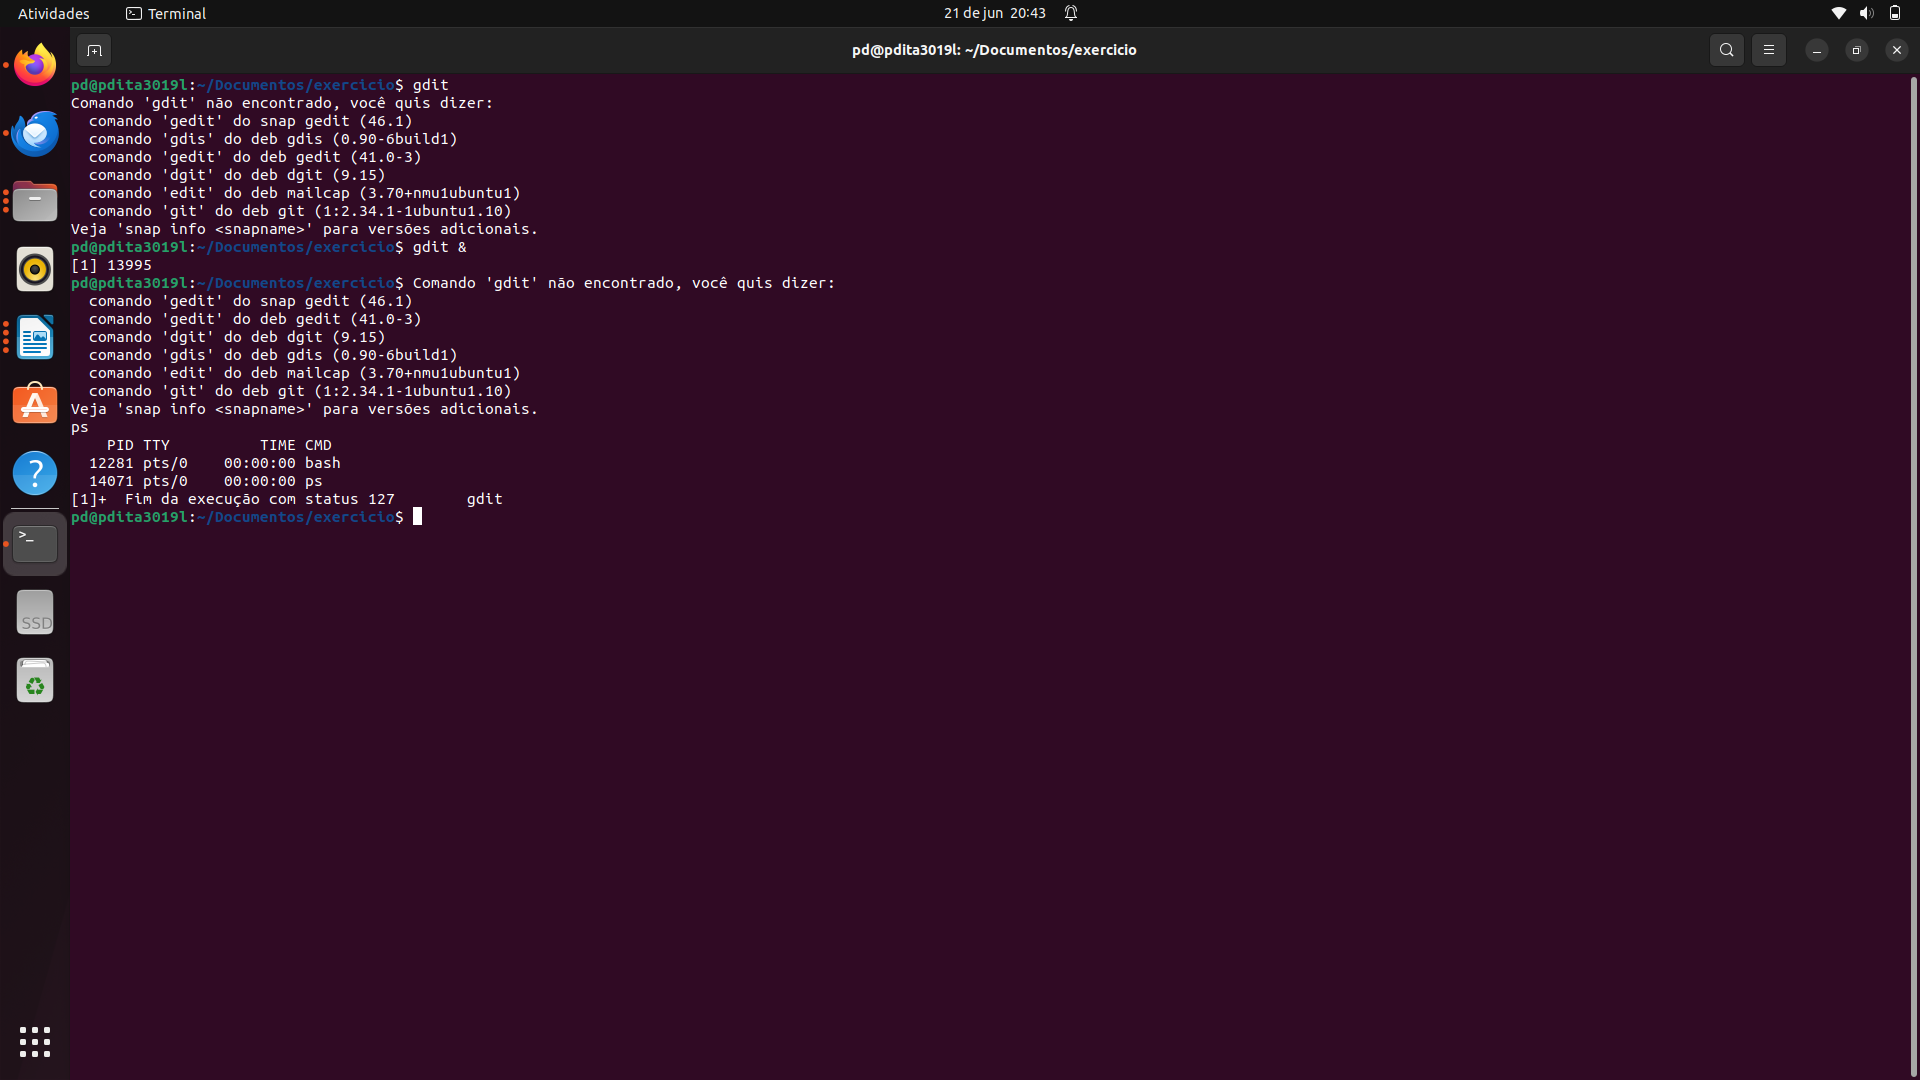 Atividades Terminal 21 de jun 20:43
pd@pdita3019l: ~/Documentos/exercicio
pd@pdita3019l:~/Documentos/exercicio$ gdit
Comando 'gdit' não encontrado, você quis dizer:
  comando 'gedit' do snap gedit (46.1)
  comando 'gdis' do deb gdis (0.90-6build1)
  comando 'gedit' do deb gedit (41.0-3)
  comando 'dgit' do deb dgit (9.15)
  comando 'edit' do deb mailcap (3.70+nmu1ubuntu1)
  comando 'git' do deb git (1:2.34.1-1ubuntu1.10)
Veja 'snap info <snapname>' para versões adicionais.
pd@pdita3019l:~/Documentos/exercicio$ gdit &
[1] 13995
pd@pdita3019l:~/Documentos/exercicio$ Comando 'gdit' não encontrado, você quis dizer:
  comando 'gedit' do snap gedit (46.1)
  comando 'gedit' do deb gedit (41.0-3)
  comando 'dgit' do deb dgit (9.15)
  comando 'gdis' do deb gdis (0.90-6build1)
  comando 'edit' do deb mailcap (3.70+nmu1ubuntu1)
  comando 'git' do deb git (1:2.34.1-1ubuntu1.10)
Veja 'snap info <snapname>' para versões adicionais.
ps
    PID TTY          TIME CMD
  12281 pts/0    00:00:00 bash
  14071 pts/0    00:00:00 ps
[1]+  Fim da execução com status 127        gdit
pd@pdita3019l:~/Documentos/exercicio$
SSD